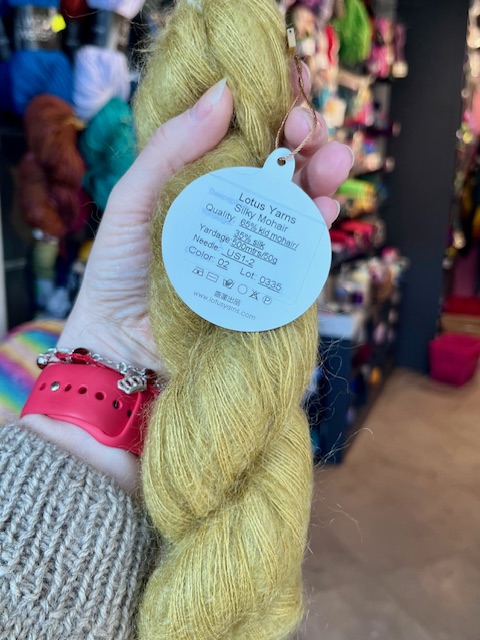 Lotus Yarns
Silky Mohair
Quality: 65% kid mohair/
35% silk
Yardage: 500mtrs/50g
Needle: US1-2
Color: 02 Lot: 0335
www.lotusyarns.com